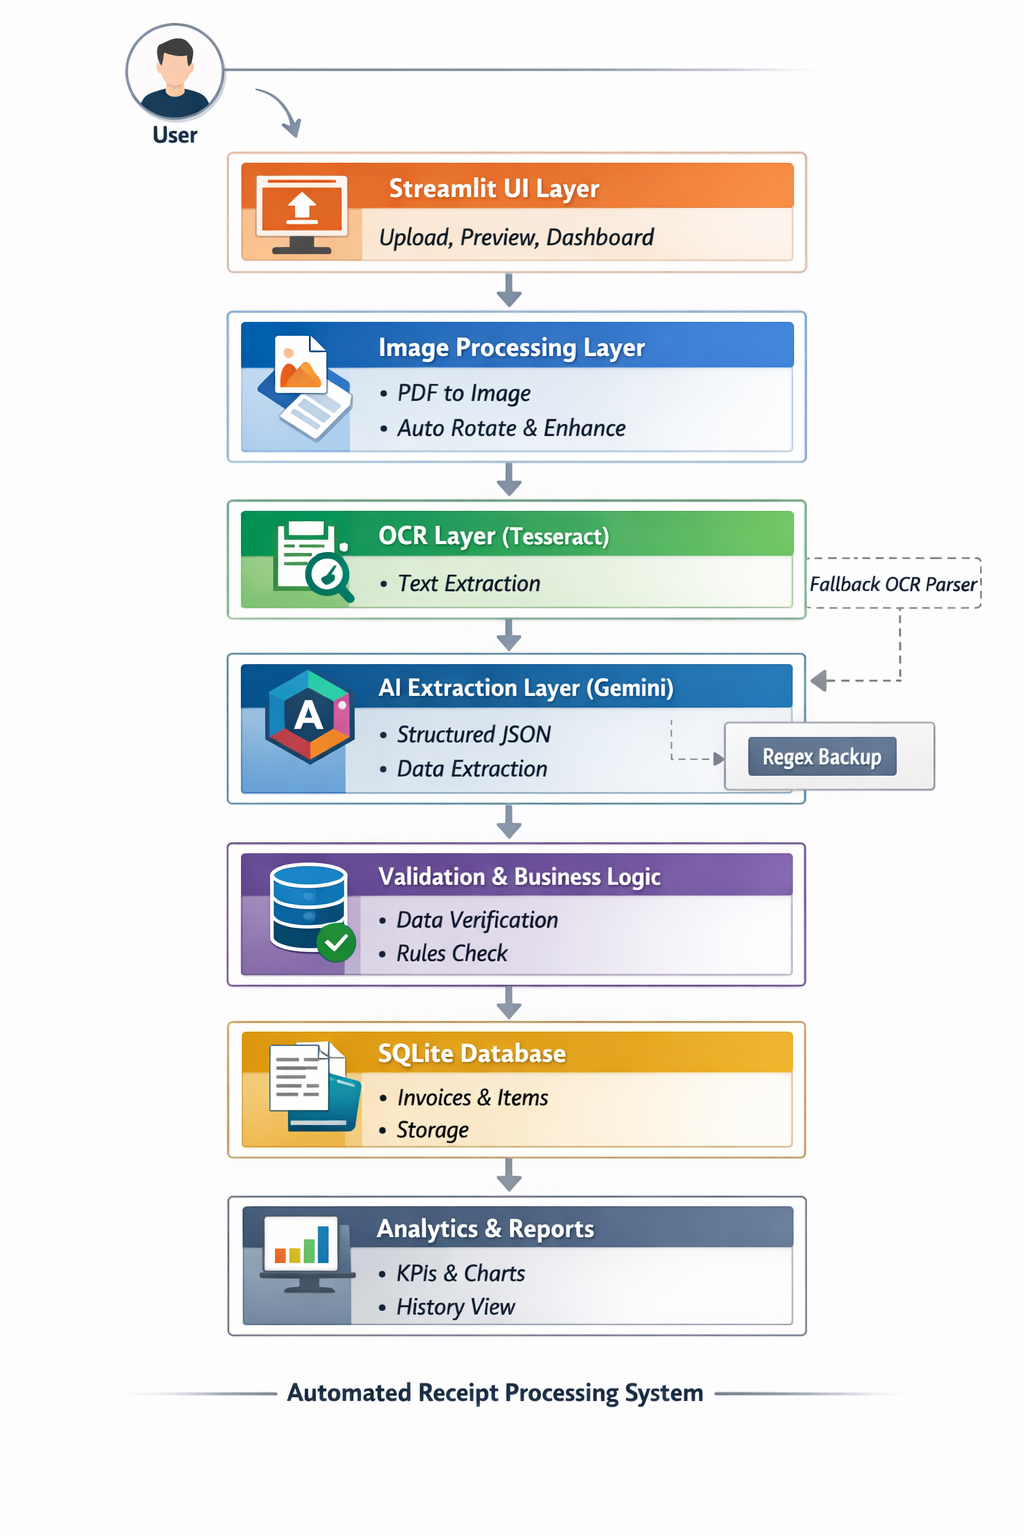 User
Streamlit UI Layer
Upload, Preview, Dashboard
Image Processing Layer
• PDF to Image
• Auto Rotate & Enhance
OCR Layer (Tesseract)
• Text Extraction
Fallback OCR Parser
AI Extraction Layer (Gemini)
A
• Structured JSON
• Data Extraction
Regex Backup
Validation & Business Logic
• Data Verification
• Rules Check
SQLite Database
• Invoices & Items
• Storage
Analytics & Reports
• KPis & Charts
• History View
Automated Receipt Processing System